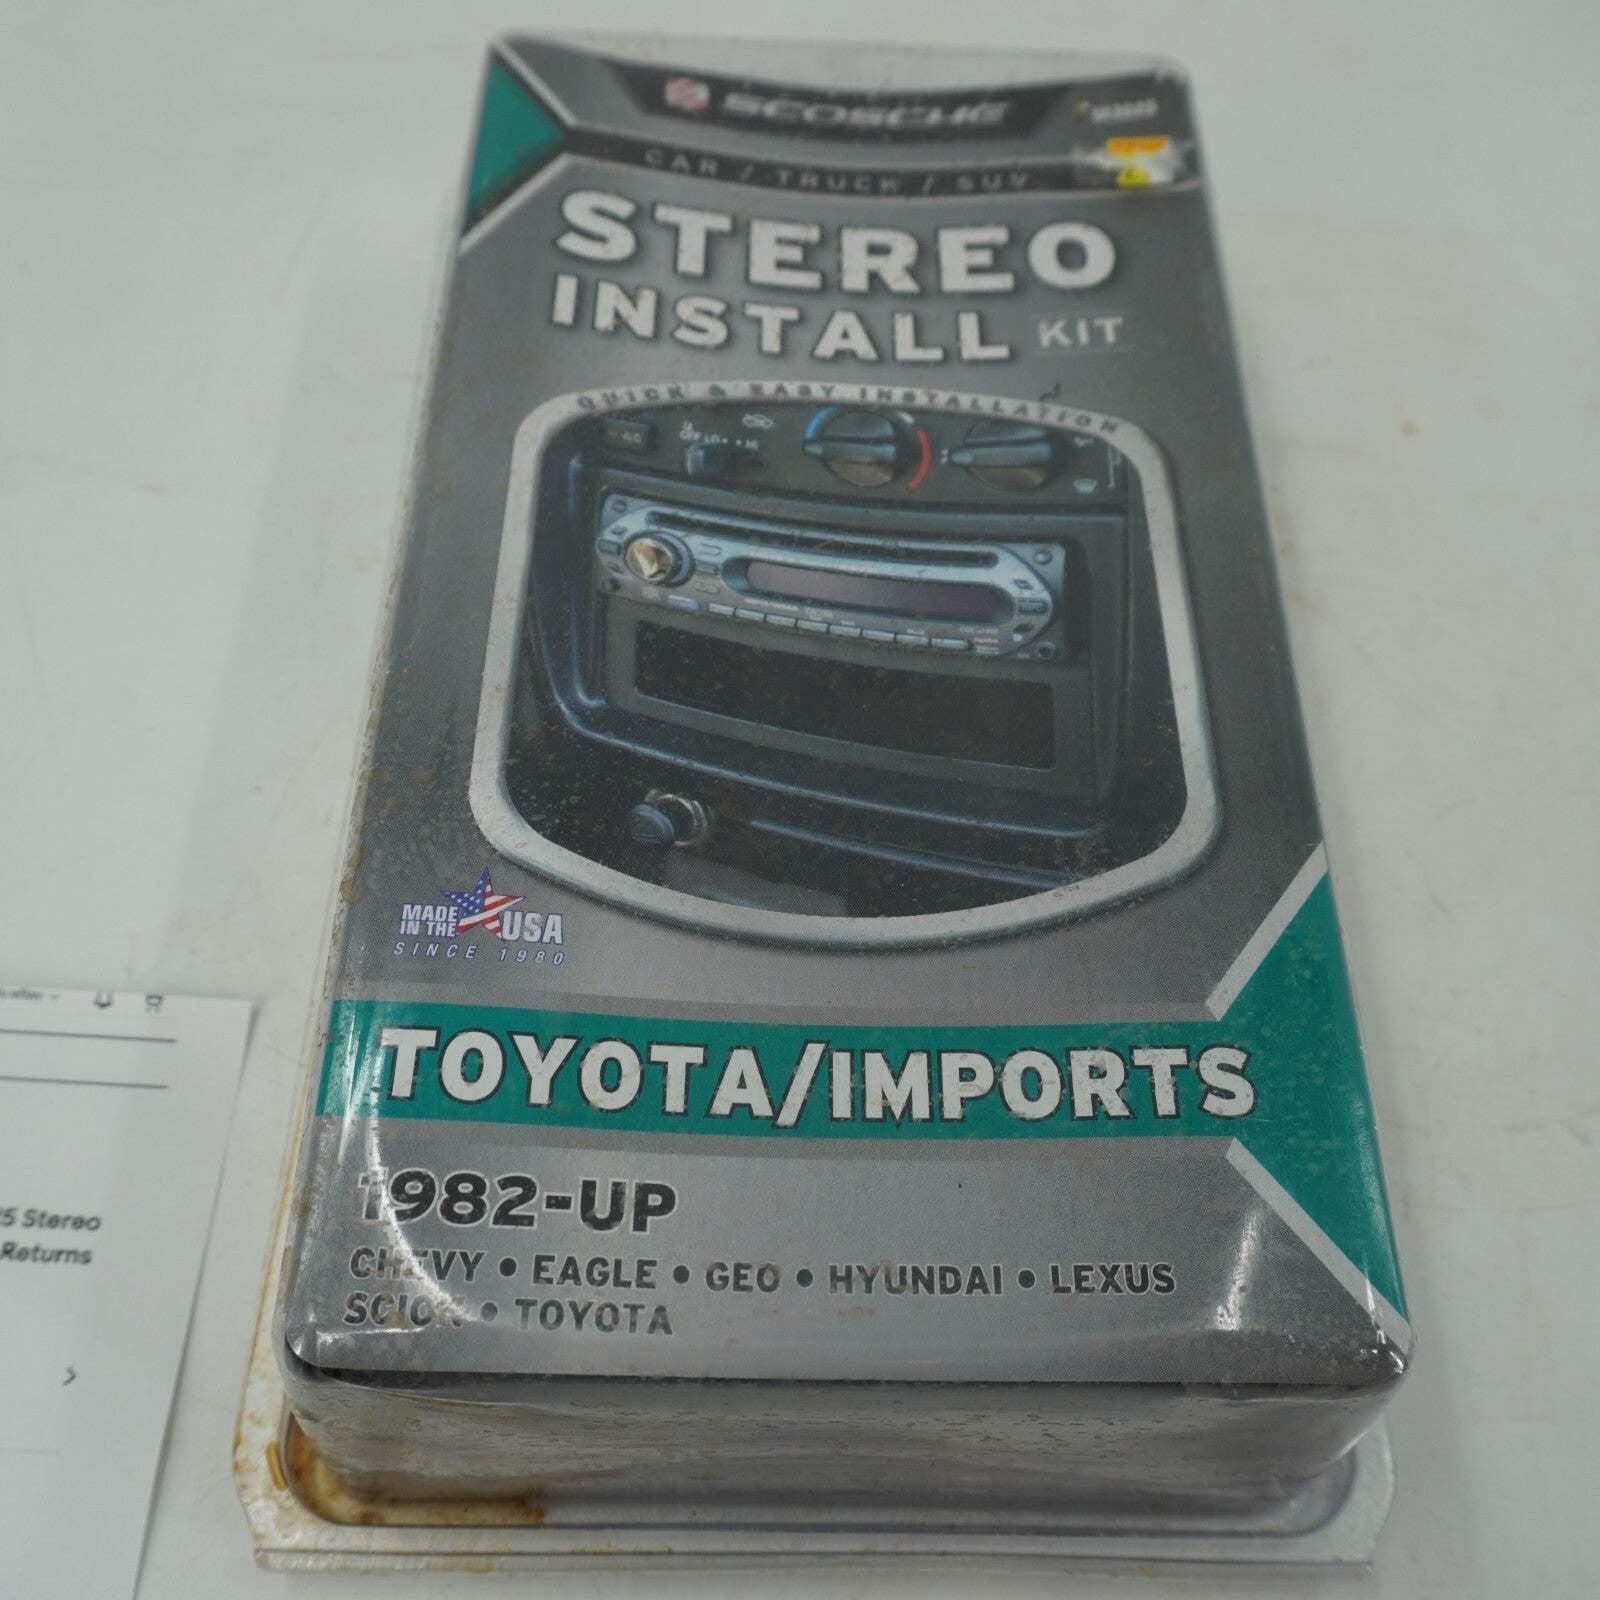 SCOSCHE
CAR / TRUCK / SUV
STEREO
INSTALL KIT
QUICK & EASY INSTALLATION
MADE
IN THE USA
SINCE 1980
TOYOTA/IMPORTS
1982-UP
CHEVY • EAGLE • GEO • HYUNDAI • LEXUS
SCION • TOYOTA
5 Stereo
Returns
>